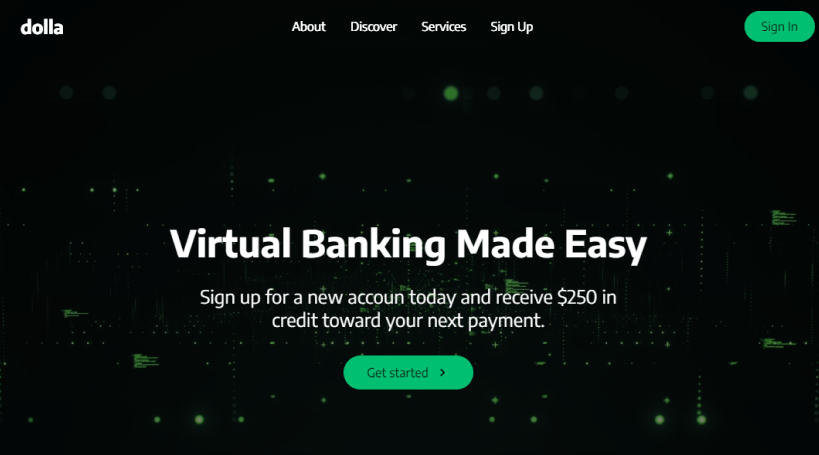 dolla
About Discover Services Sign Up
Sign In
Virtual Banking Made Easy
Sign up for a new accoun today and receive $250 in
credit toward your next payment.
Get started